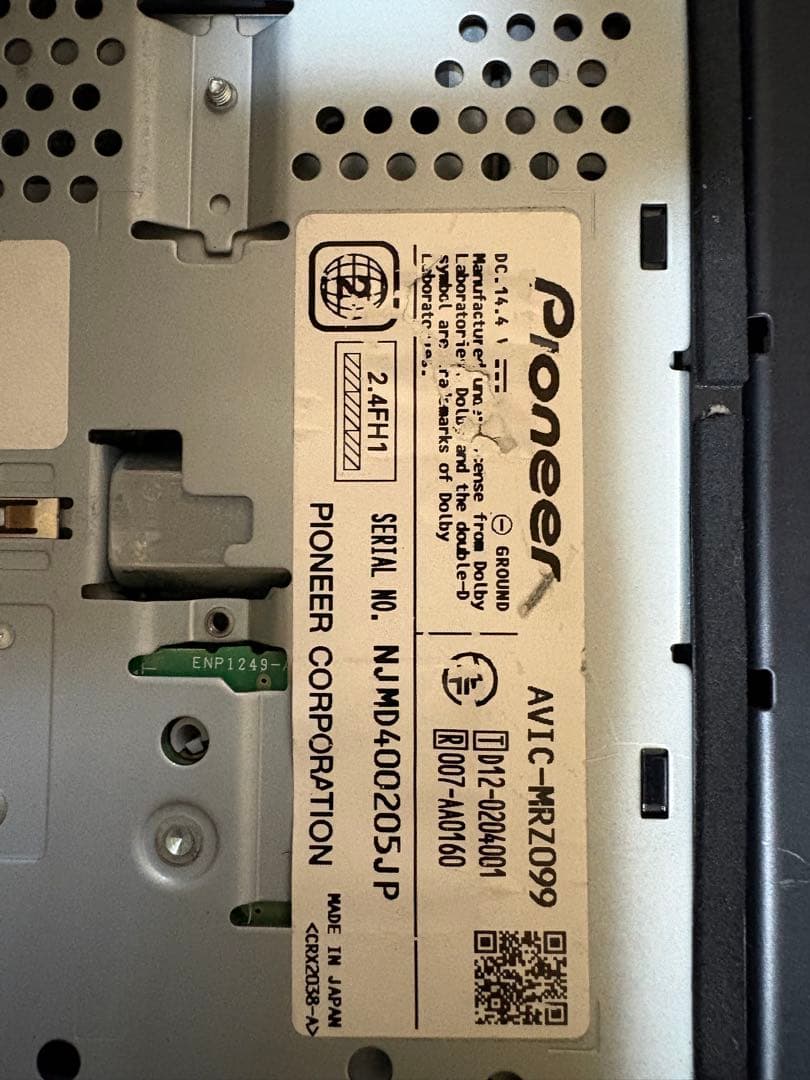 Pioneer
AVIC-MRZ099
DC.14.4 V ⊖ GROUND
Manufactured under license from Dolby
Laboratories. Dolby and the double-D
symbol are trademarks of Dolby
Laboratories.
T D12-0204001
R 007-AA0160
2
2.4FH1
SERIAL NO. NJMD400205JP
PIONEER CORPORATION
MADE IN JAPAN
<CRX2038-A>
ENP1249-